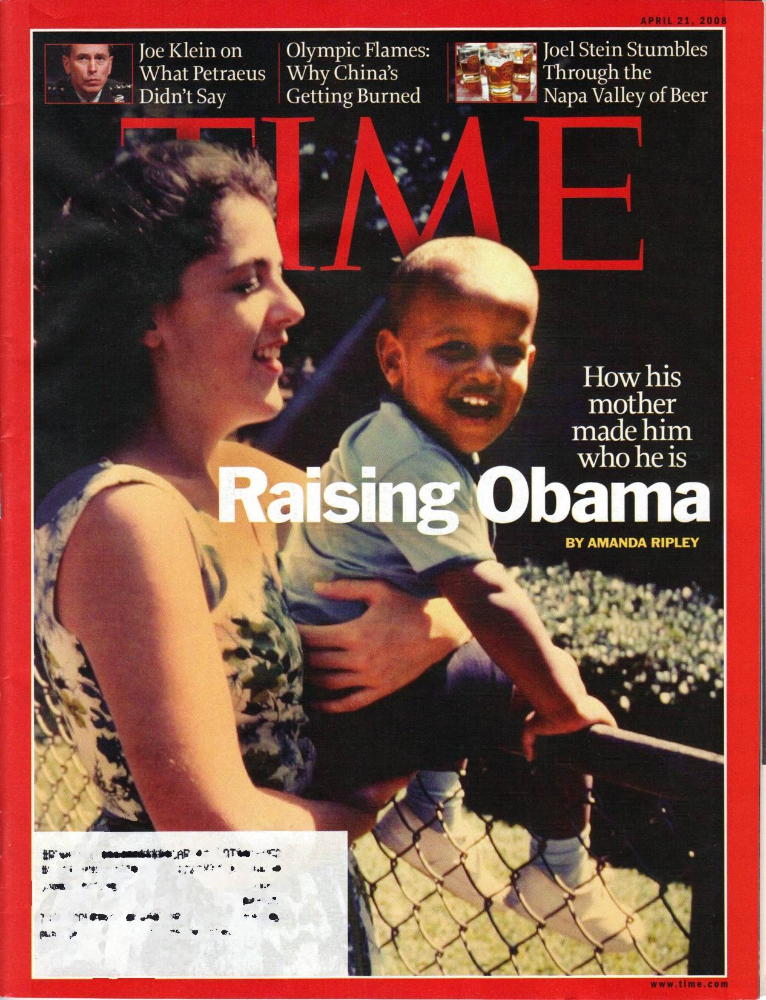 APRIL 21, 2008
Joe Klein on
What Petraeus
Didn't Say
Olympic Flames:
Why China's
Getting Burned
Joel Stein Stumbles
Through the
Napa Valley of Beer
TIME
How his
mother
made him
who he is
Raising Obama
BY AMANDA RIPLEY
www.time.com